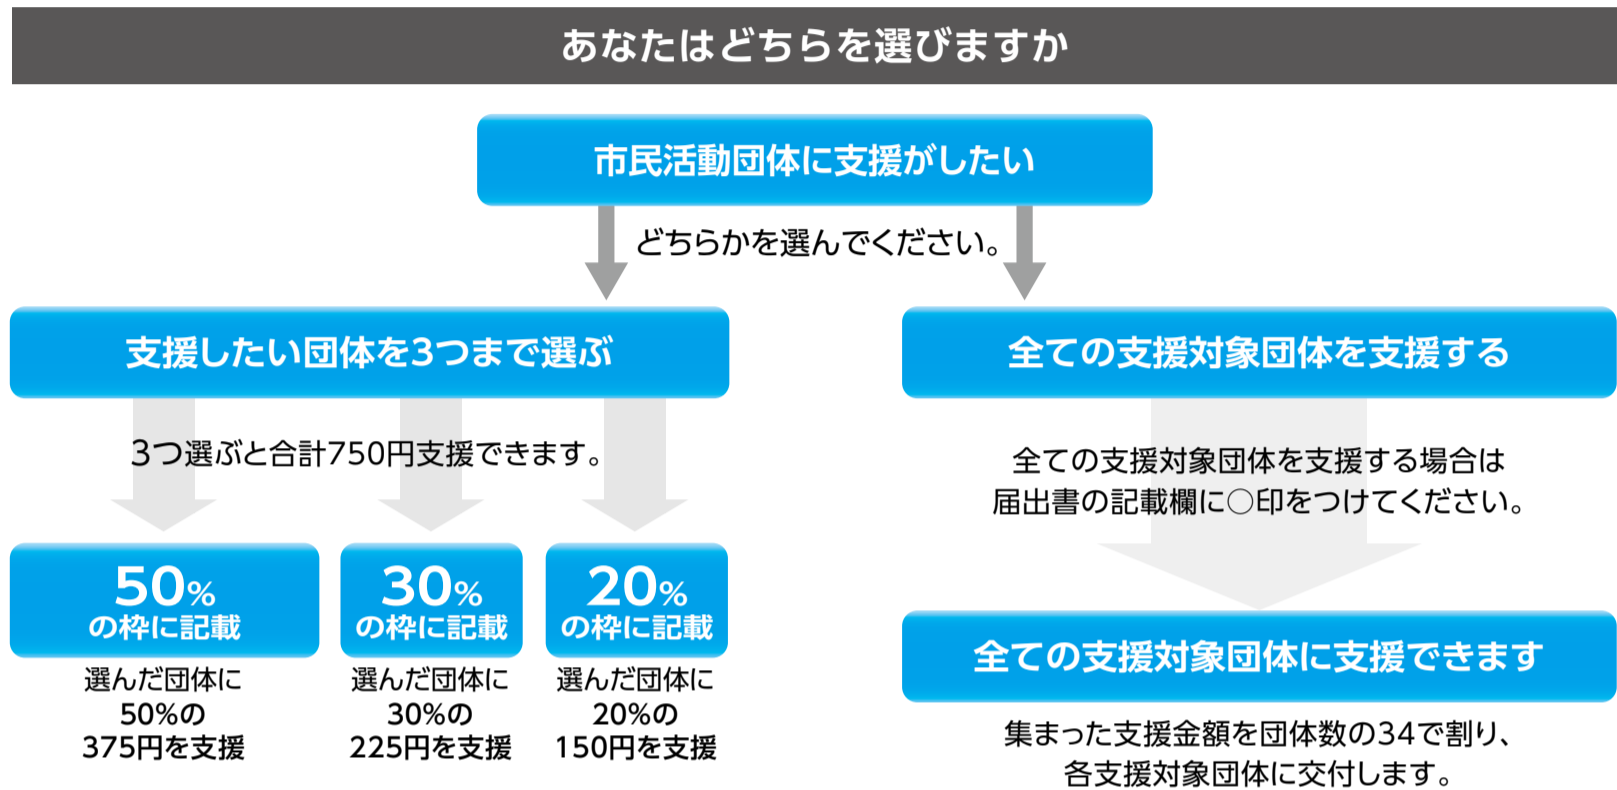 あなたはどちらを選びますか
市民活動団体に支援がしたい
どちらかを選んでください。
支援したい団体を3つまで選ぶ
3つ選ぶと合計750円支援できます。
50%
の枠に記載
選んだ団体に
50%の
375円を支援
30%
の枠に記載
選んだ団体に
30%の
225円を支援
20%
の枠に記載
選んだ団体に
20%の
150円を支援
全ての支援対象団体を支援する
全ての支援対象団体を支援する場合は
届出書の記載欄に○印をつけてください。
全ての支援対象団体に支援できます
集まった支援金額を団体数の34で割り、
各支援対象団体に交付します。